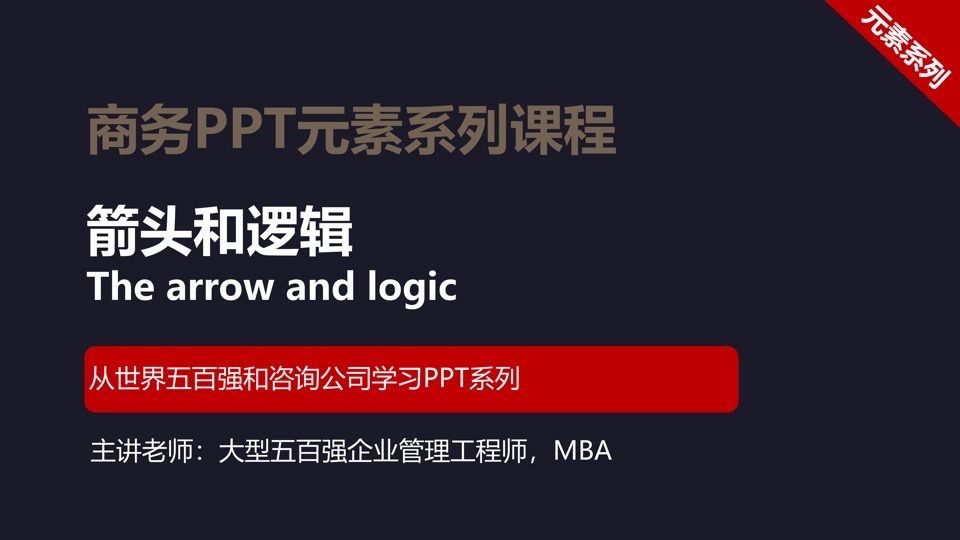 元素系列
商务PPT元素系列课程
箭头和逻辑
The arrow and logic
从世界五百强和咨询公司学习PPT系列
主讲老师：大型五百强企业管理工程师，MBA